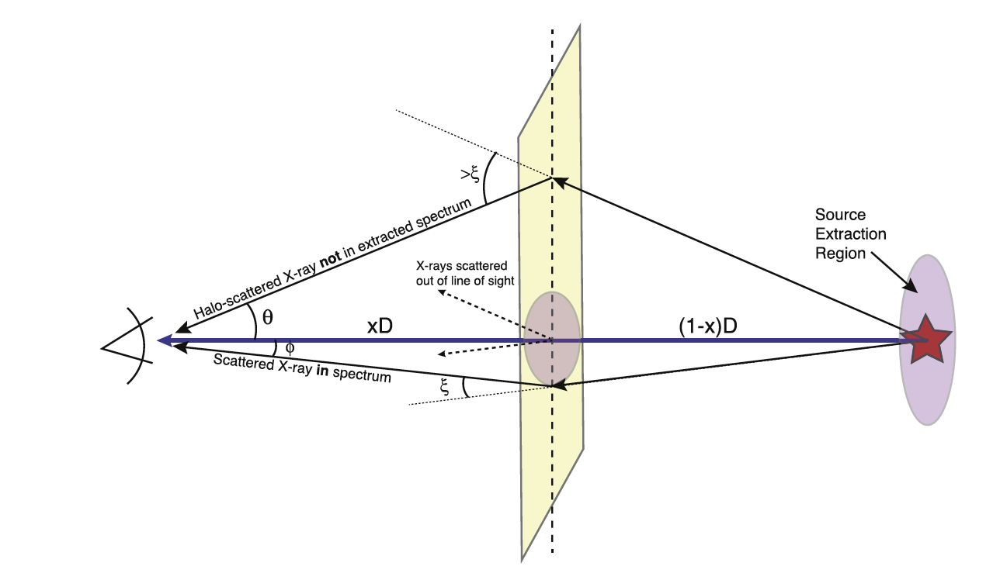 >ξ
Halo-scattered X-ray not in extracted spectrum
Source
Extraction
Region
X-rays scattered
out of line of sight
θ
xD
(1-x)D
ϕ
Scattered X-ray in spectrum
ξ